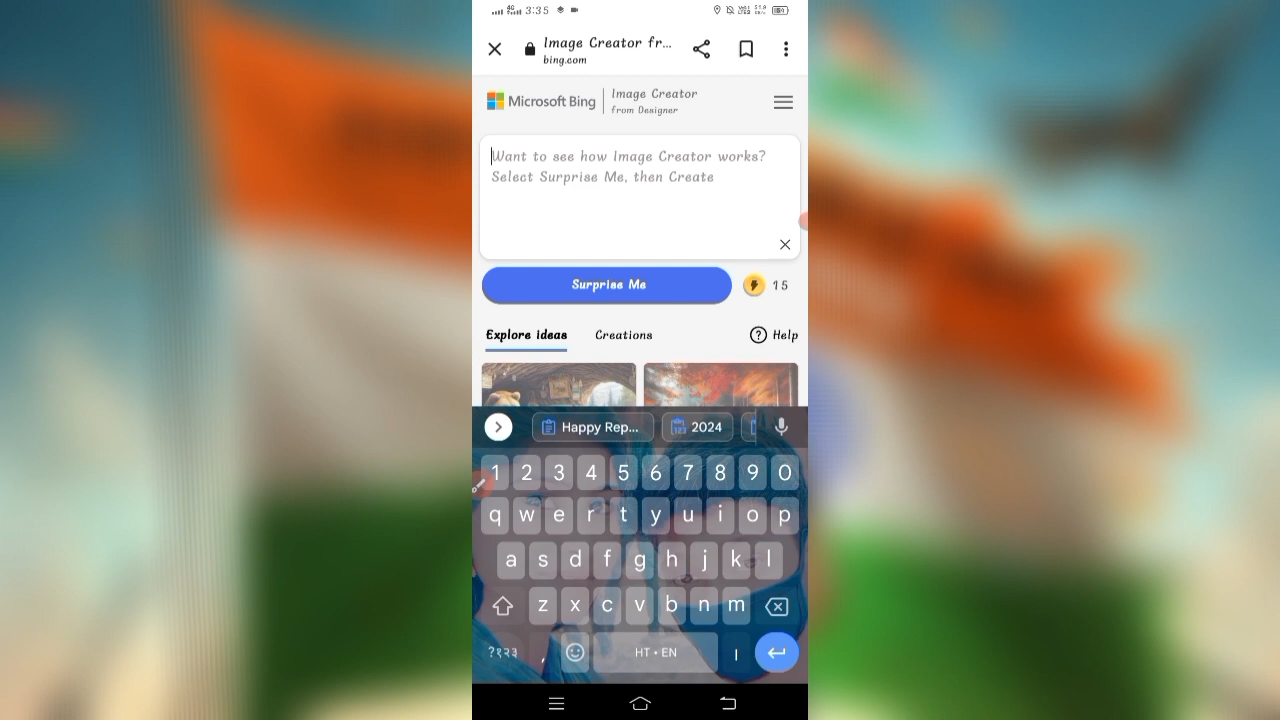 4G 3:35
Image Creator fr...
bing.com
Microsoft Bing | Image Creator
from Designer
Want to see how Image Creator works?
Select Surprise Me, then Create
Surprise Me
15
Explore ideas Creations Help
Happy Rep... 2024
1 2 3 4 5 6 7 8 9 0
q w e r t y u i o p
a s d f g h j k l
z x c v b n m
?१२३ , HT • EN ।